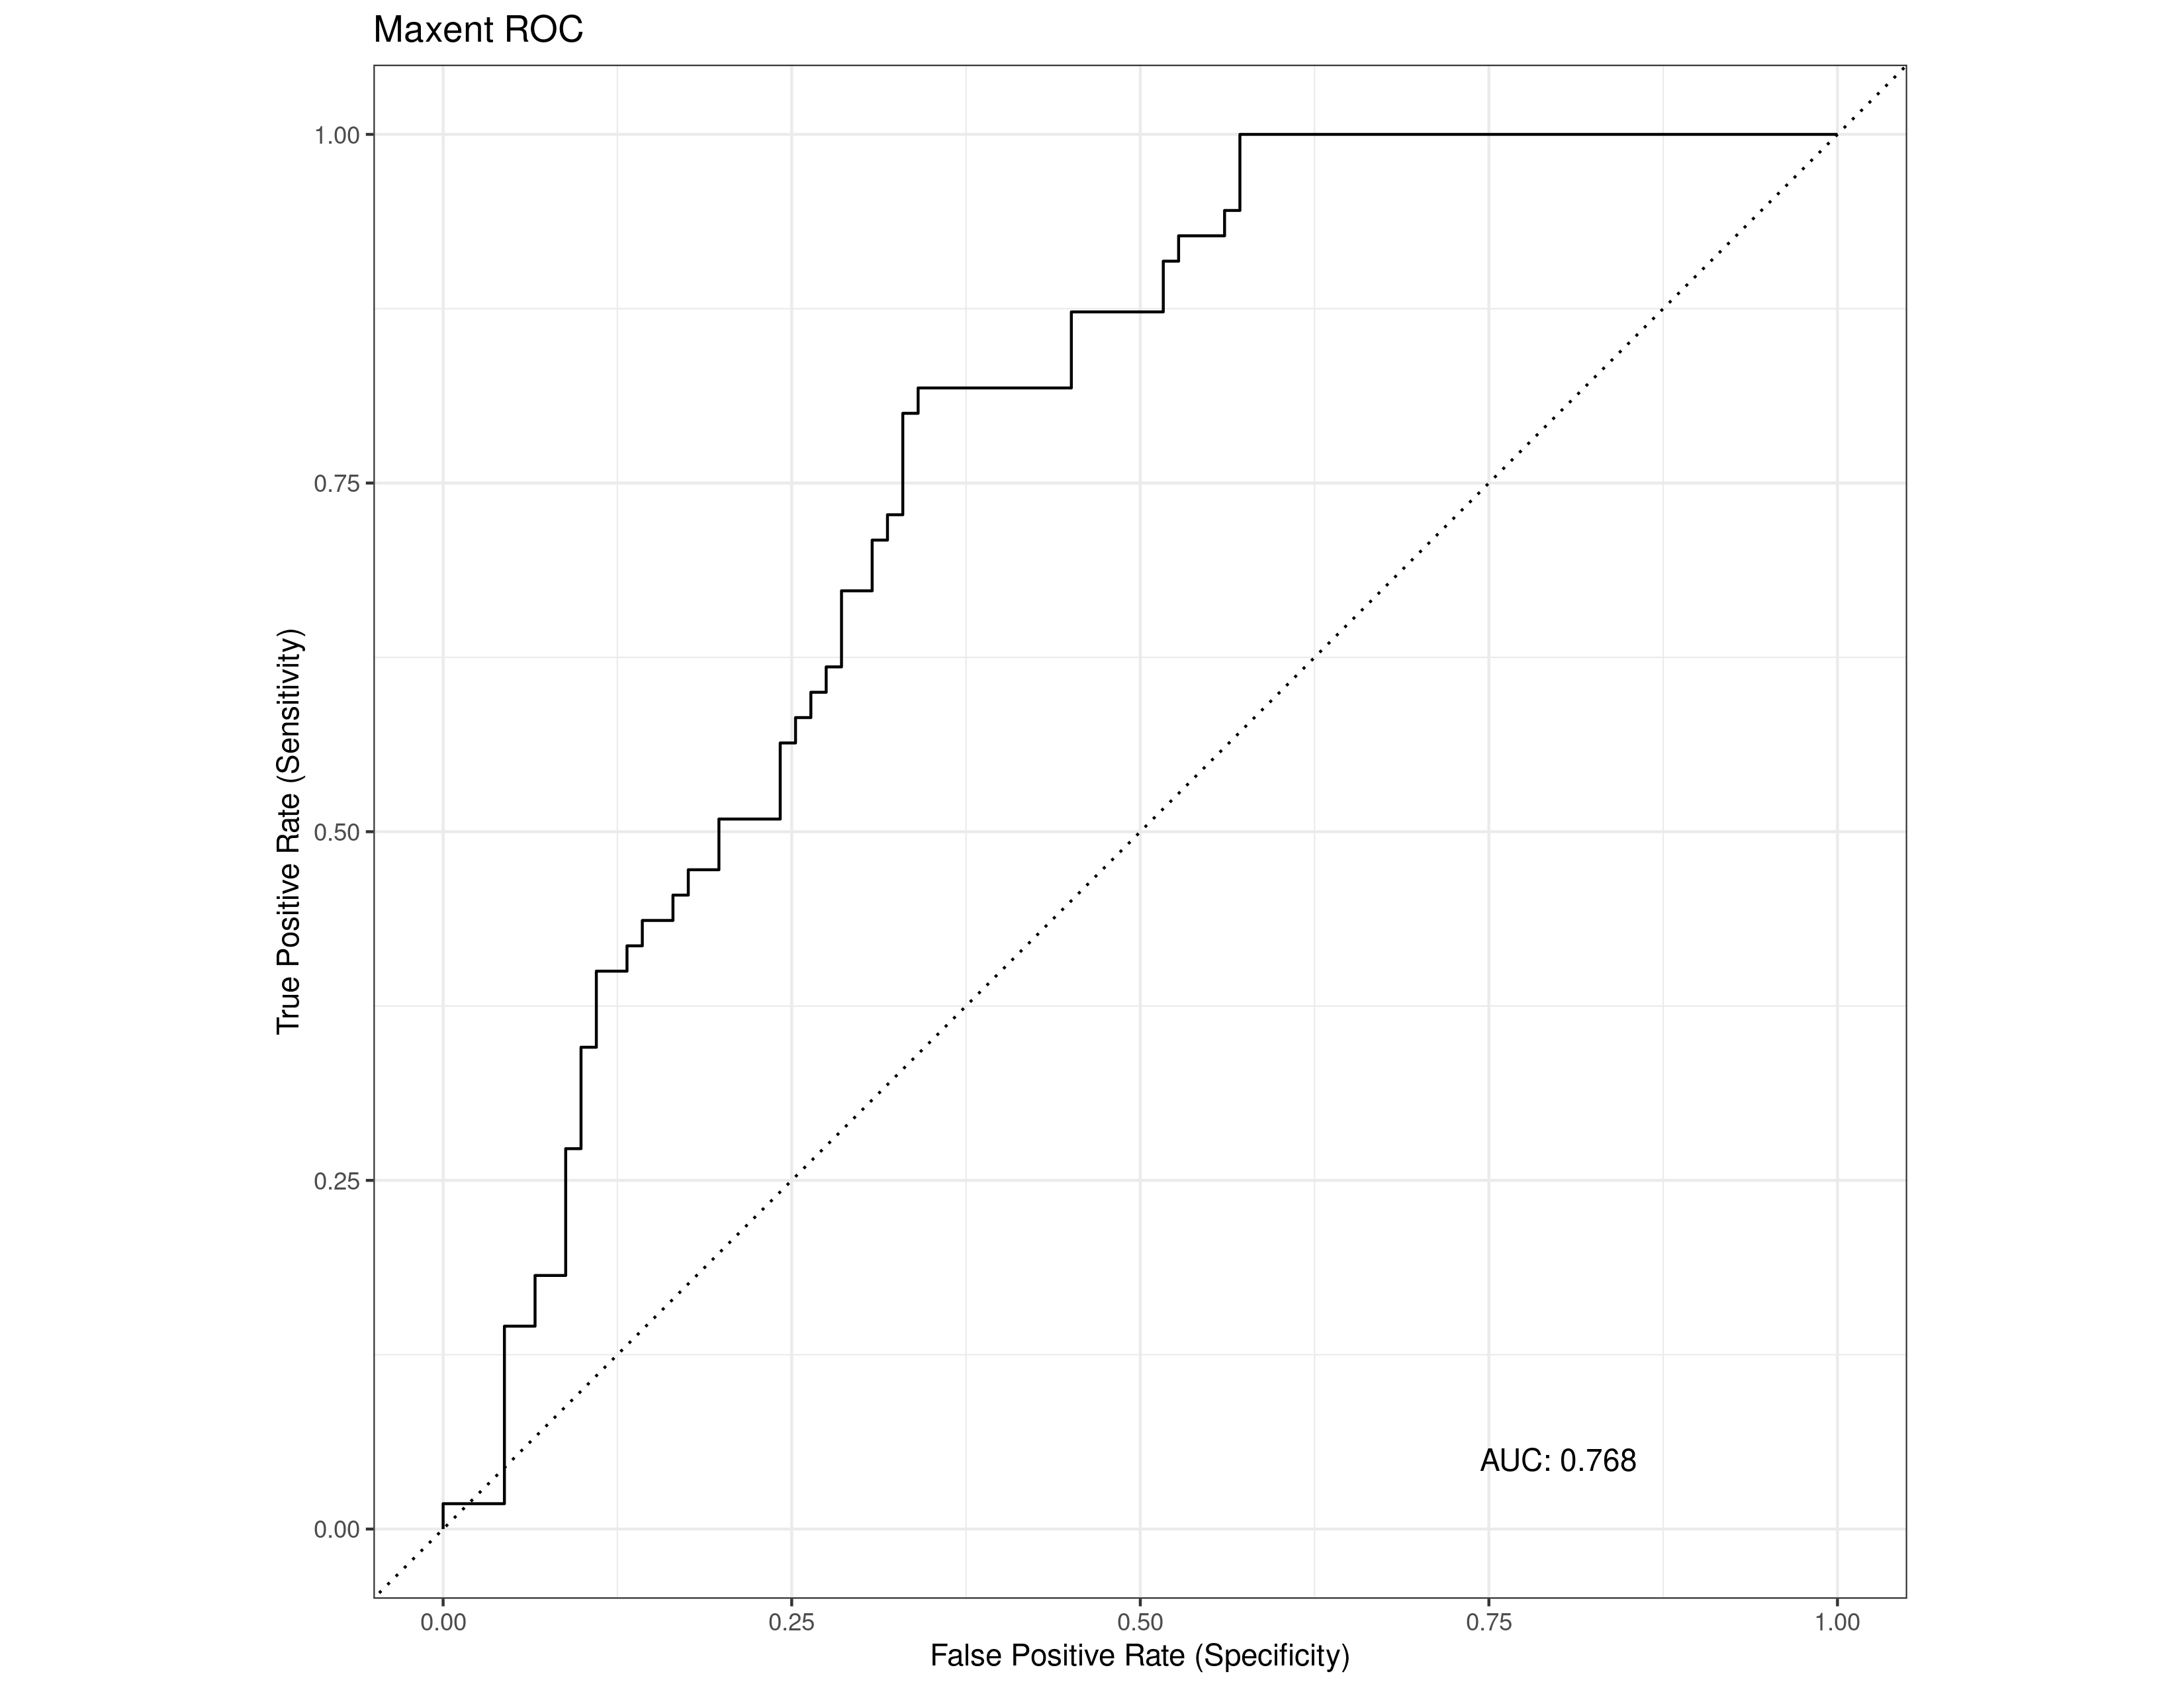 Maxent ROC
True Positive Rate (Sensitivity)
1.00
0.75
0.50
0.25
0.00
AUC: 0.768
0.00 0.25 0.50 0.75 1.00
False Positive Rate (Specificity)